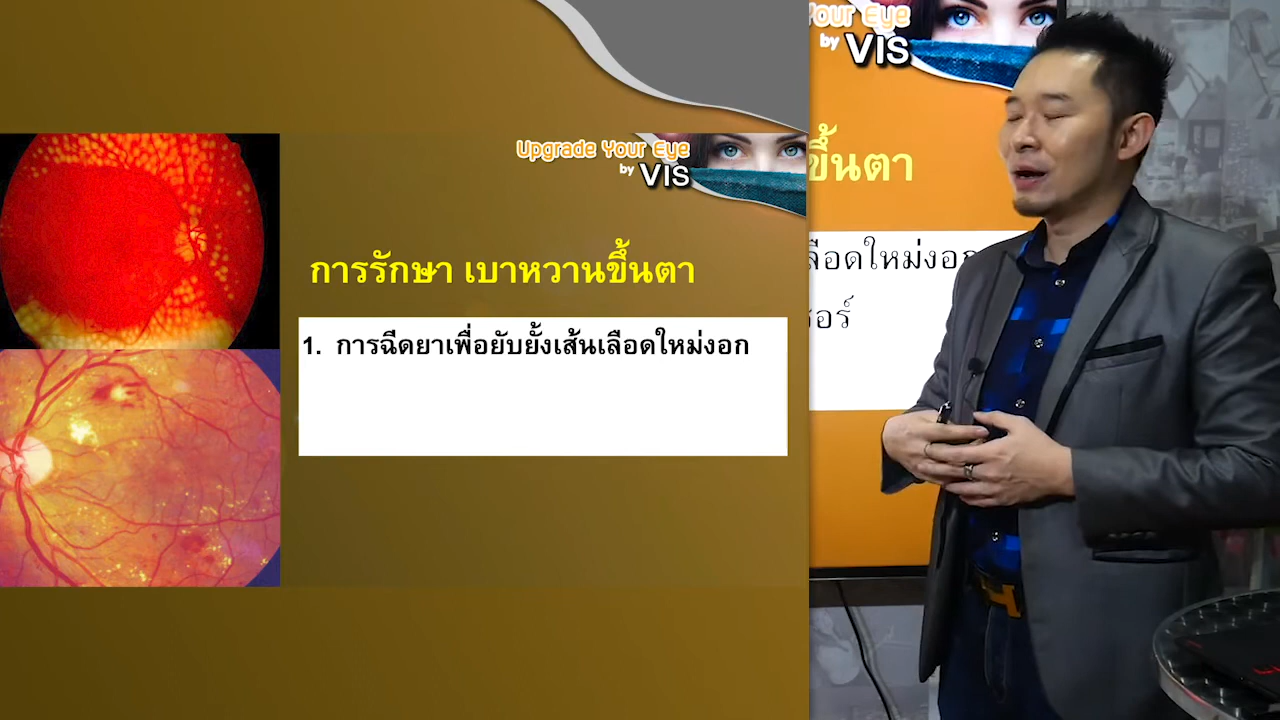 Upgrade Your Eye
by VIS
การรักษา เบาหวานขึ้นตา
1. การฉีดยาเพื่อยับยั้งเส้นเลือดใหม่งอก
Your Eye
by VIS
ขึ้นตา
ลือดใหม่งอก
ซอร์